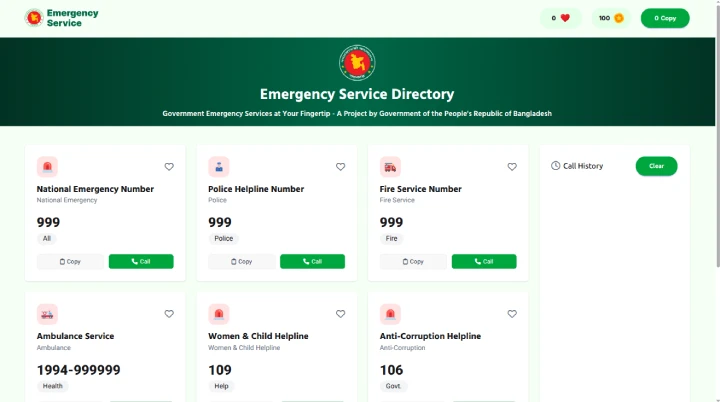 Emergency
Service
0
100
0 Copy
Emergency Service Directory
Government Emergency Services at Your Fingertip - A Project by Government of the People's Republic of Bangladesh
National Emergency Number
National Emergency
999
All
Copy
Call
Police Helpline Number
Police
999
Police
Copy
Call
Fire Service Number
Fire Service
999
Fire
Copy
Call
Call History
Clear
Ambulance Service
Ambulance
1994-999999
Health
Women & Child Helpline
Women & Child Helpline
109
Help
Anti-Corruption Helpline
Anti-Corruption
106
Govt.